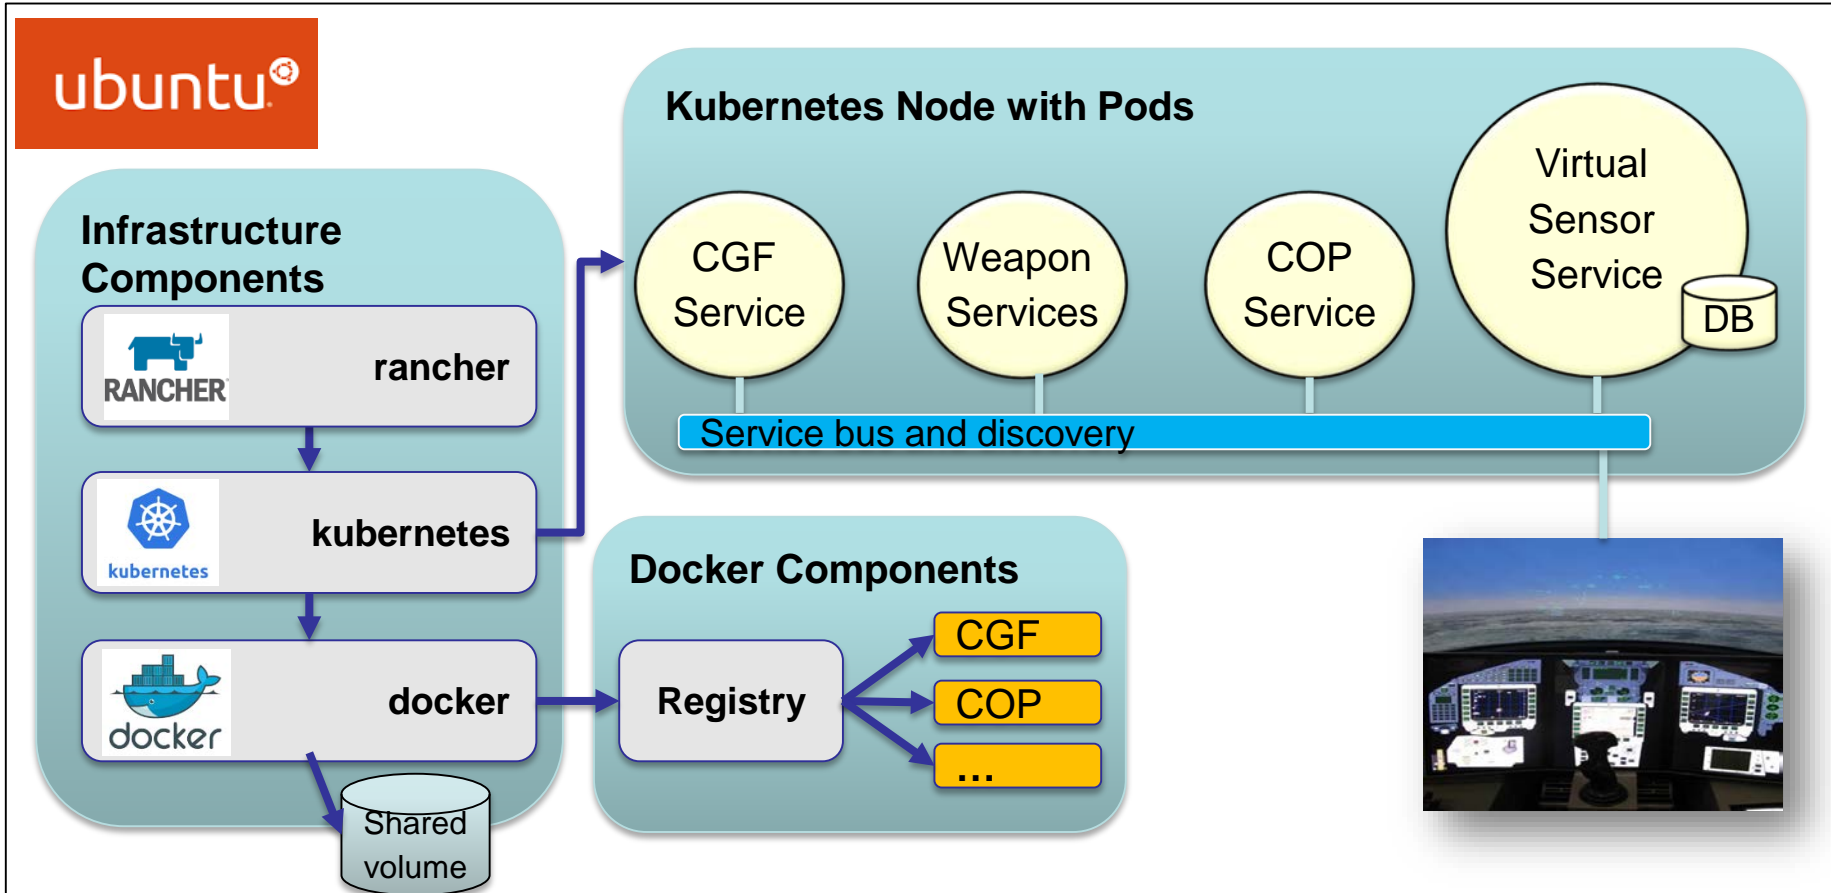 ubuntu®
Kubernetes Node with Pods
Virtual
Sensor
Service
DB
CGF
Service
Weapon
Services
COP
Service
Service bus and discovery
Infrastructure
Components
RANCHER
rancher
kubernetes
kubernetes
docker
docker
Shared
volume
Docker Components
Registry
CGF
COP
...